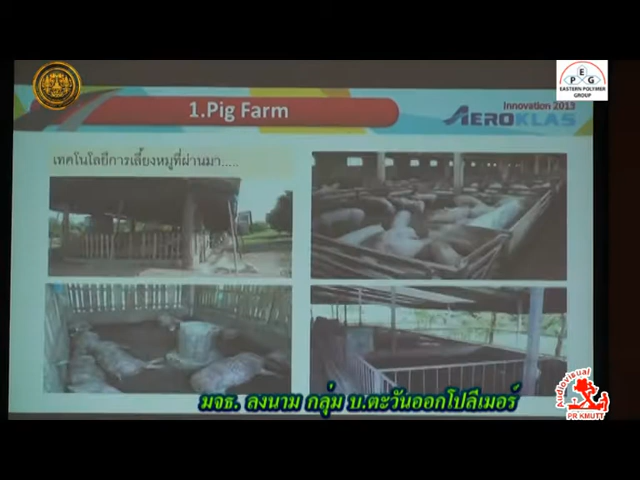 E
P G
EASTERN POLYMER
GROUP
1.Pig Farm
Innovation 2013
AEROKLAS
เทคโนโลยีการเลี้ยงหมูที่ผ่านมา.....
มจธ. ลงนาม กลุ่ม บ.ตะวันออกโปลีเมอร์
Audiovisual
PR KMUTT